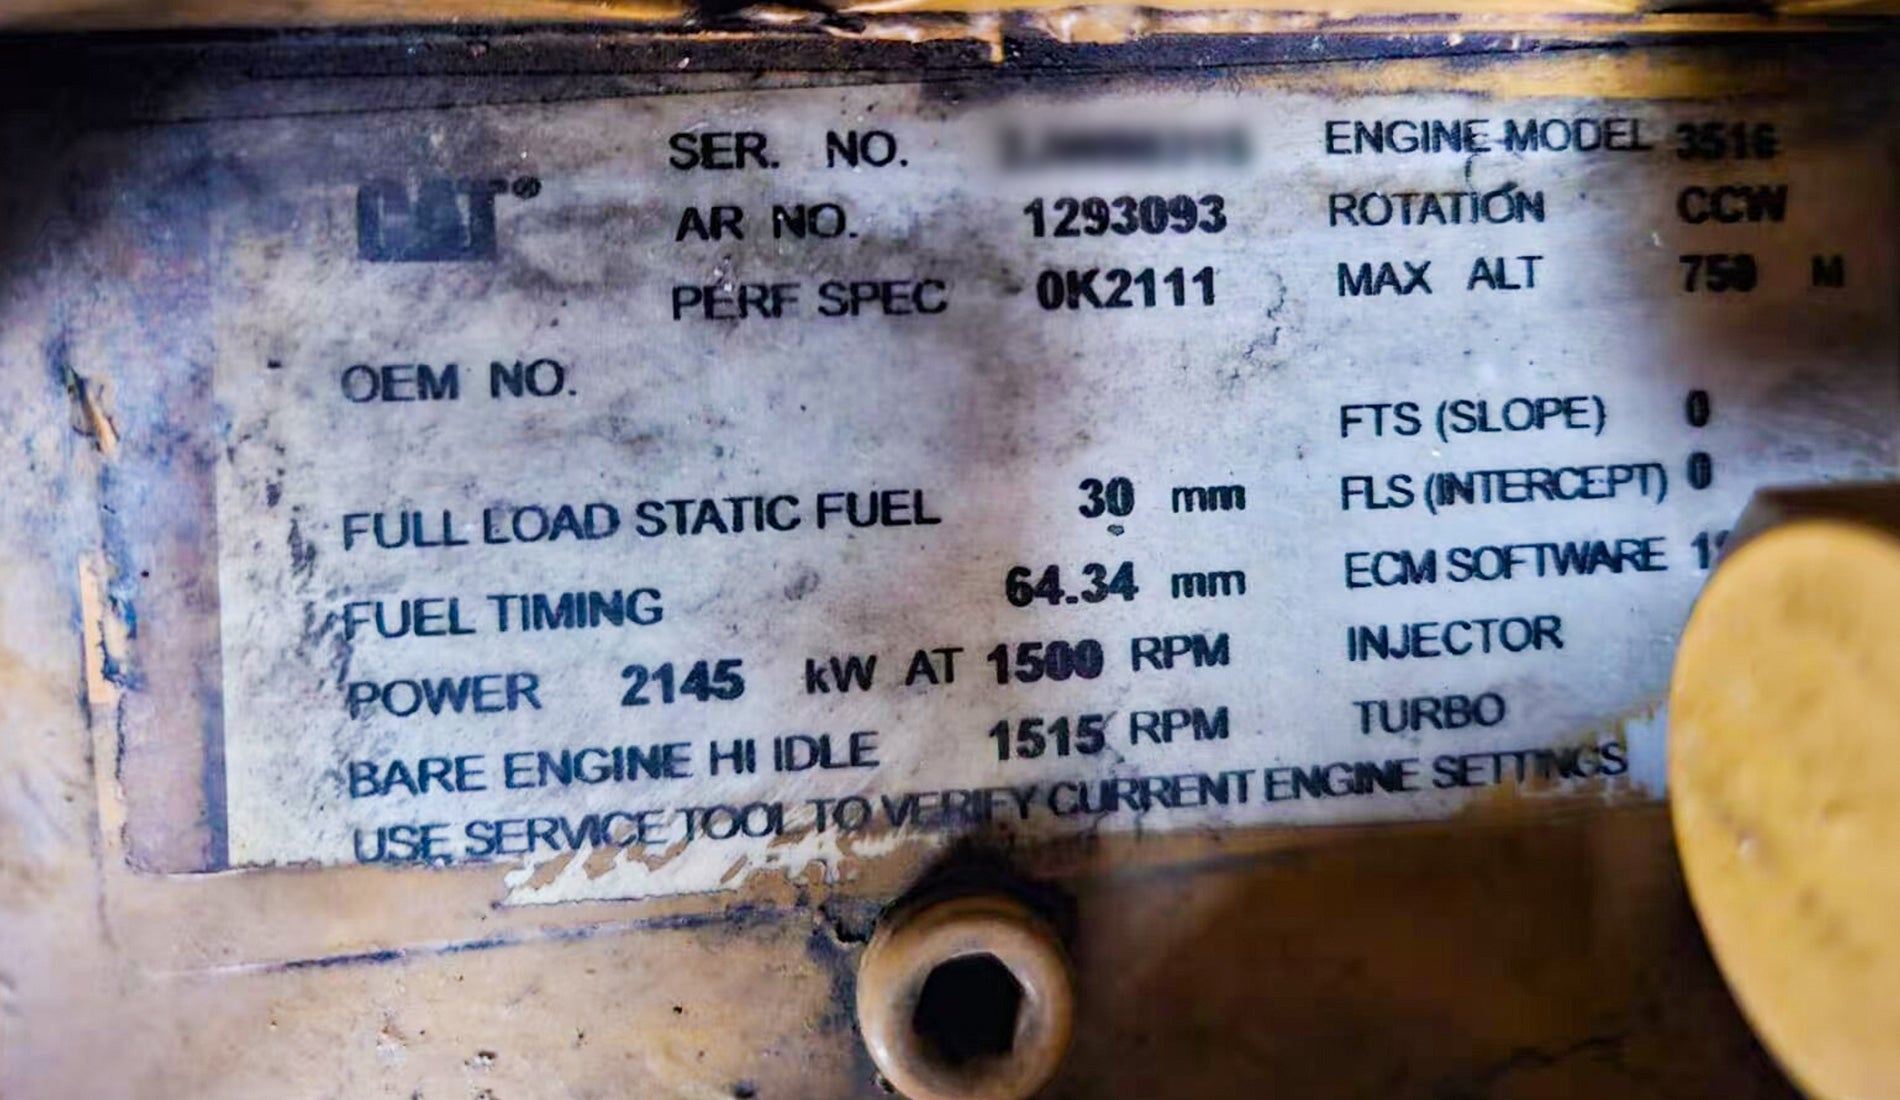 CAT®
SER. NO. ENGINE MODEL 3516
AR NO. 1293093 ROTATION CCW
PERF SPEC 0K2111 MAX ALT 750 M
OEM NO.
FTS (SLOPE) 0
FULL LOAD STATIC FUEL 30 mm FLS (INTERCEPT) 0
FUEL TIMING 64.34 mm ECM SOFTWARE
POWER 2145 kW AT 1500 RPM INJECTOR
BARE ENGINE HI IDLE 1515 RPM TURBO
USE SERVICE TOOL TO VERIFY CURRENT ENGINE SETTINGS